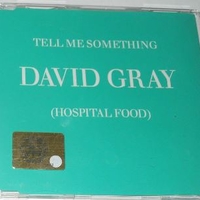 TELL ME SOMETHING
DAVID GRAY
(HOSPITAL FOOD)